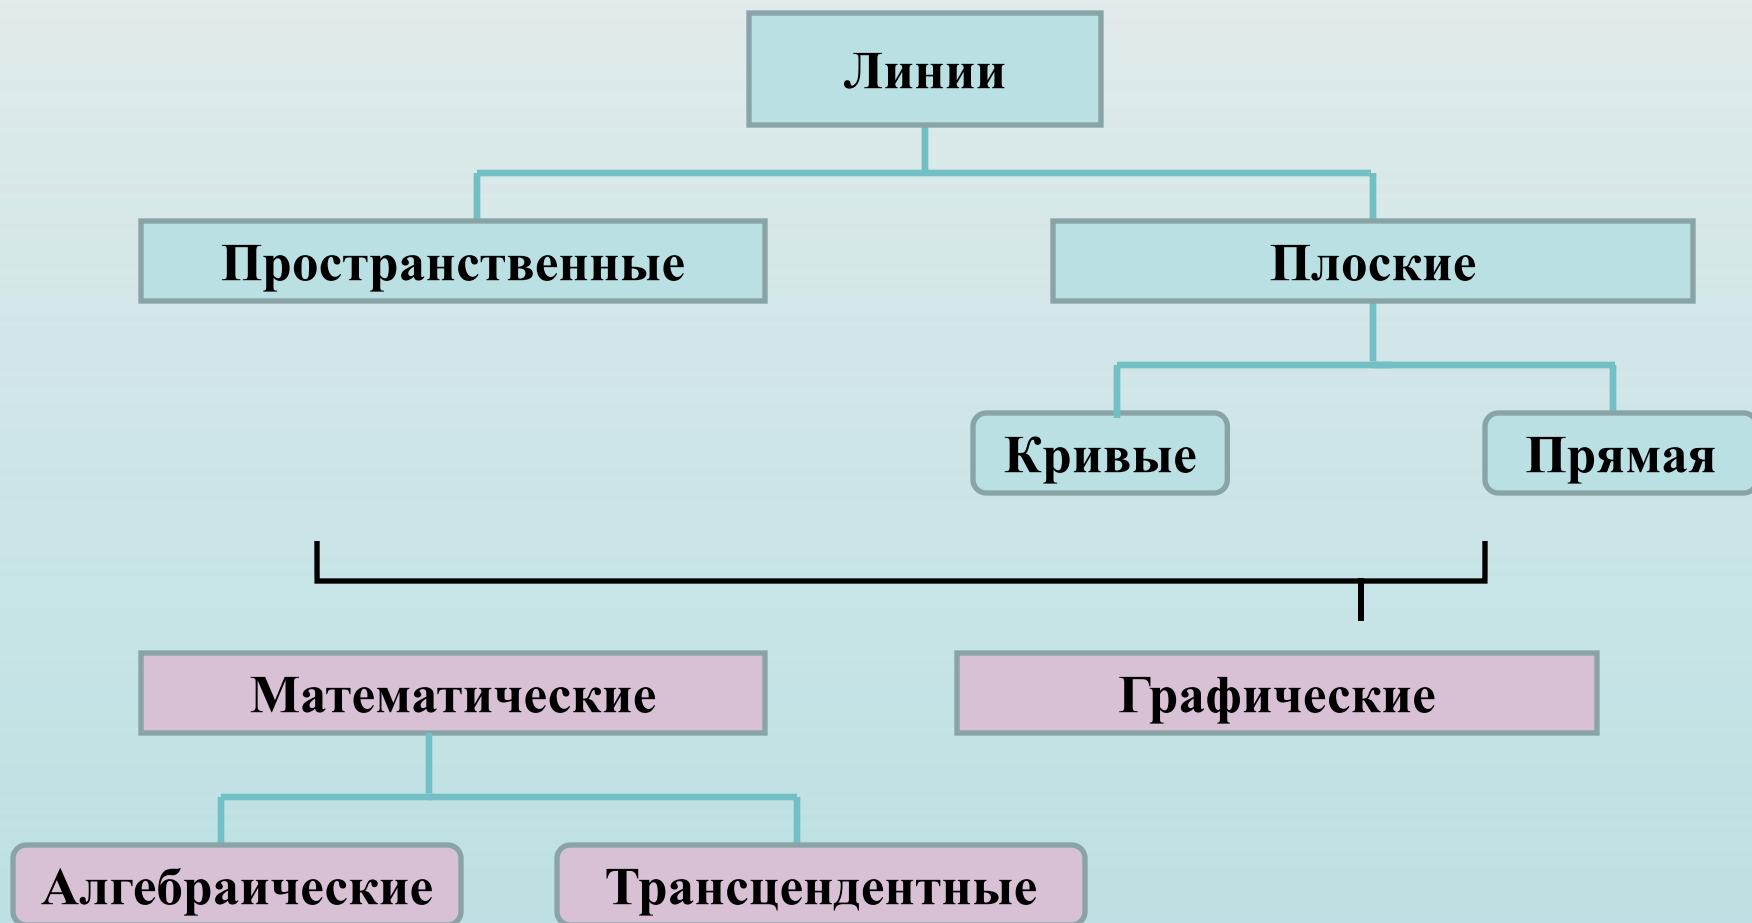 Линии
Пространственные
Плоские
Кривые
Прямая
Математические
Графические
Алгебраические
Трансцендентные